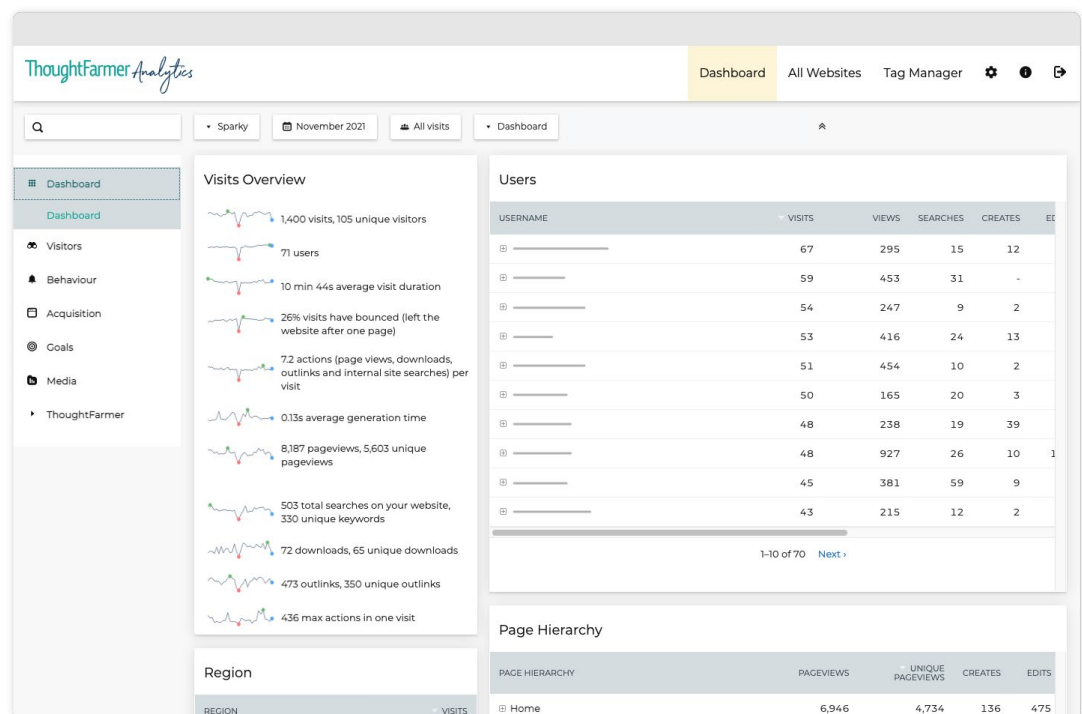 ThoughtFarmer Analytics
Dashboard All Websites Tag Manager
Sparky November 2021 All visits Dashboard
Dashboard
Dashboard
Visitors
Behaviour
Acquisition
Goals
Media
ThoughtFarmer
Visits Overview
1,400 visits, 105 unique visitors
71 users
10 min 44s average visit duration
26% visits have bounced (left the
website after one page)
7.2 actions (page views, downloads,
outlinks and internal site searches) per
visit
0.13s average generation time
8,187 pageviews, 5,603 unique
pageviews
503 total searches on your website,
330 unique keywords
72 downloads, 65 unique downloads
473 outlinks, 350 unique outlinks
436 max actions in one visit
Region
REGION VISITS
Users
USERNAME VISITS VIEWS SEARCHES CREATES
67 295 15 12
59 453 31 -
54 247 9 2
53 416 24 13
51 454 10 2
50 165 20 3
48 238 19 39
48 927 26 10
45 381 59 9
43 215 12 2
1–10 of 70 Next ›
Page Hierarchy
PAGE HIERARCHY PAGEVIEWS UNIQUE PAGEVIEWS CREATES EDITS
Home 6,946 4,734 136 475